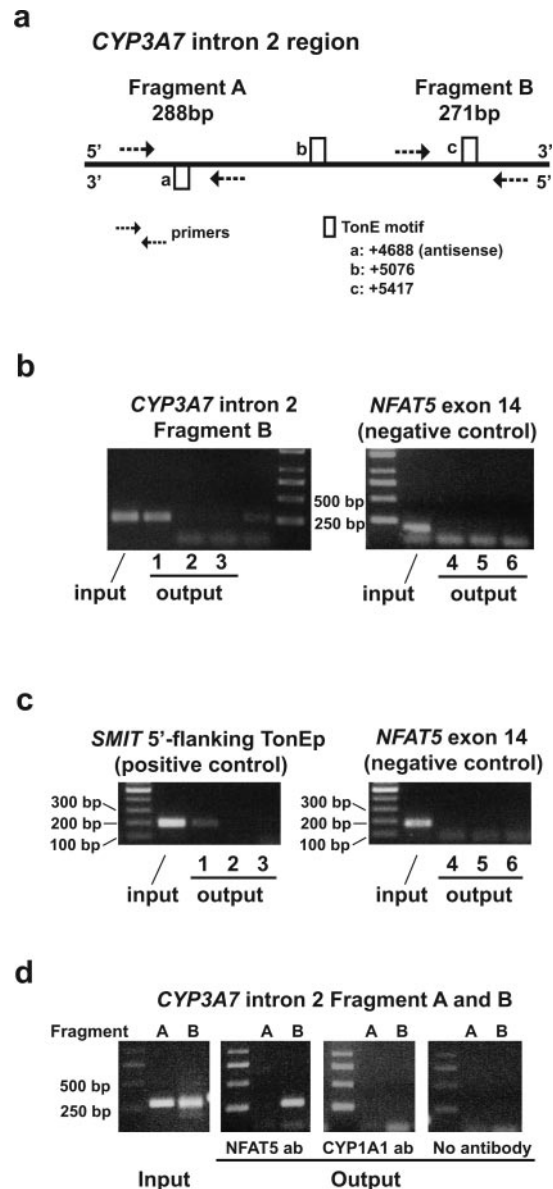 a
CYP3A7 intron 2 region
Fragment A
288bp
Fragment B
271bp
5’
b
c
3’
3’
a
5’
primers
TonE motif
a: +4688 (antisense)
b: +5076
c: +5417
b
CYP3A7 intron 2
Fragment B
NFAT5 exon 14
(negative control)
500 bp
250 bp
1 2 3
input
output
4 5 6
input
output
c
SMIT 5’-flanking TonEp
(positive control)
NFAT5 exon 14
(negative control)
300 bp
200 bp
100 bp
300 bp
200 bp
100 bp
1 2 3
input
output
4 5 6
input
output
d
CYP3A7 intron 2 Fragment A and B
Fragment A B A B A B A B
500 bp
250 bp
NFAT5 ab CYP1A1 ab No antibody
Input Output